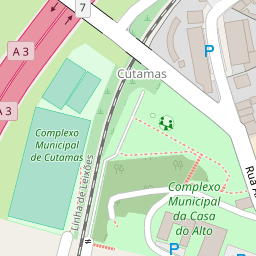 7
A 3
P
Cutamas
P
A 3
Complexo
Municipal
de Cutamas
Linha de Leixões
Rua A
Complexo
Municipal
da Casa
do Alto
P
P